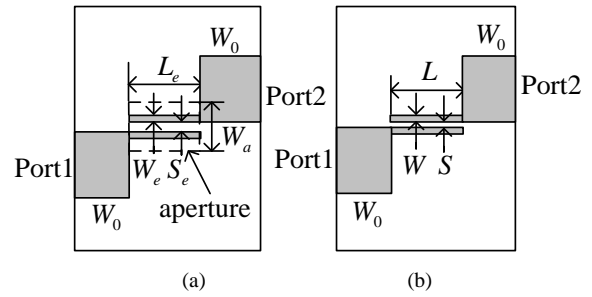 W₀
Lₑ
Port2
Wₐ
Port1
Wₑ Sₑ
W₀
aperture
(a)
W₀
L
Port2
Port1
W S
W₀
(b)